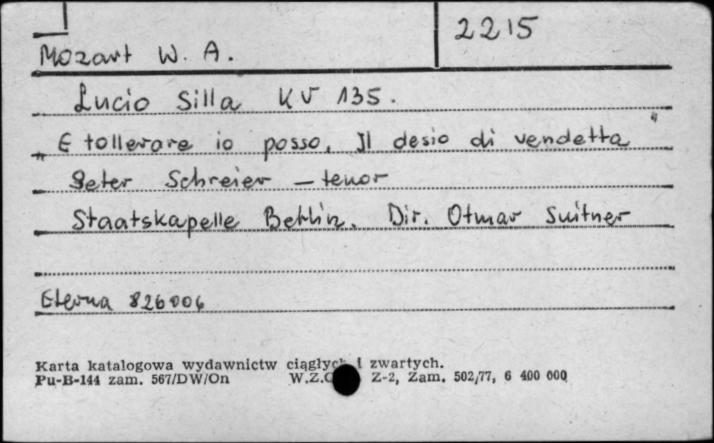 2215
Mozart W. A.
Lucio Silla KV 135.
„E tollerare io posso, Il desio di vendetta"
Peter Schreier – tenor
Staatskapelle Berlin. Dir. Otmar Suitner
Eterna 826006
Karta katalogowa wydawnictw ciągłych i zwartych.
Pu-B-144 zam. 567/DW/On W.Z.G. Z-2, Zam. 502/77, 6 400 000